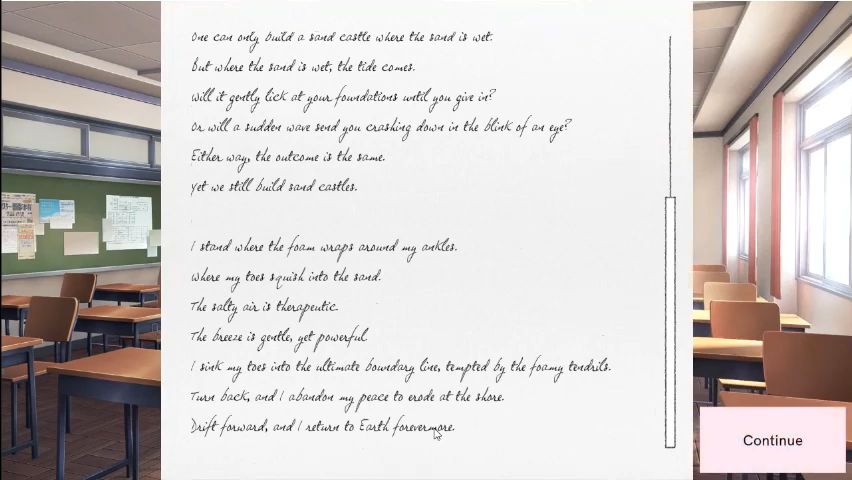 One can only build a sand castle where the sand is wet.
But where the sand is wet, the tide comes.
Will it gently lick at your foundations until you give in?
Or will a sudden wave send you crashing down in the blink of an eye?
Either way, the outcome is the same.
Yet we still build sand castles.
I stand where the foam wraps around my ankles.
Where my toes squish into the sand.
The salty air is therapeutic.
The breeze is gentle, yet powerful.
I sink my toes into the ultimate boundary line, tempted by the foamy tendrils.
Turn back, and I abandon my peace to erode at the shore.
Drift forward, and I return to Earth forevermore.
Continue